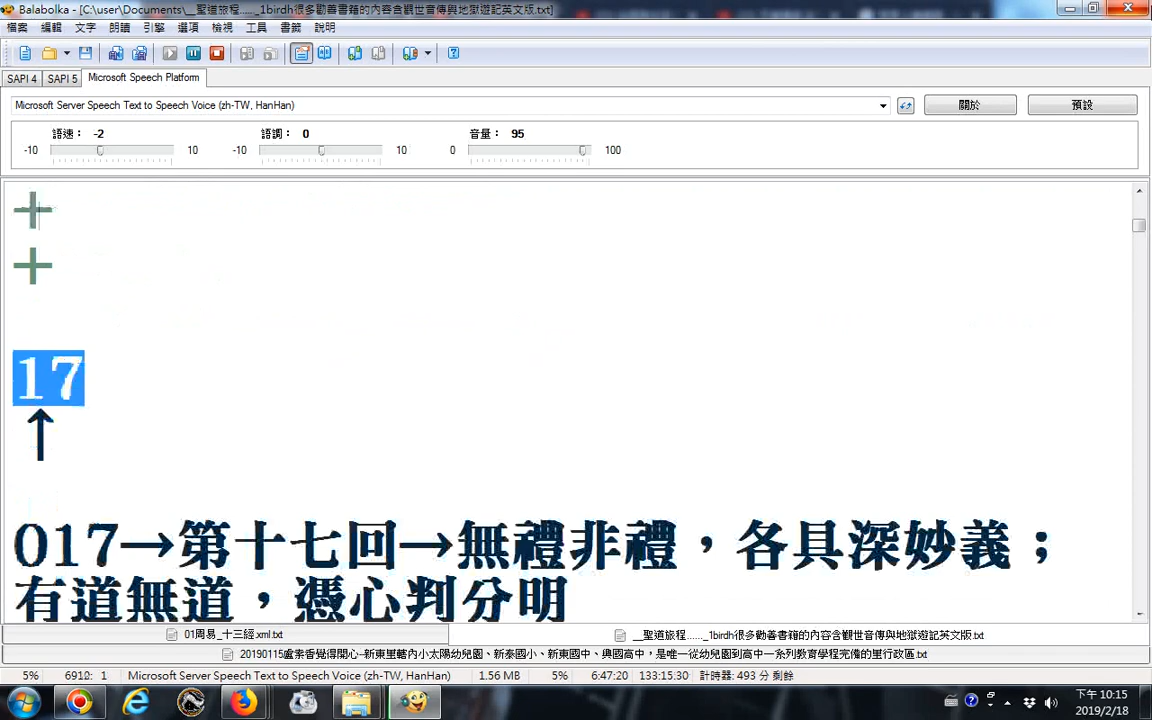 Balabolka - [C:\user\Documents\__聖道旅程......_1birdh很多勸善書籍的內容含觀世音傳與地獄遊記英文版.txt]
檔案 編輯 文字 朗讀 引擎 選項 檢視 工具 書籤 說明
SAPI 4 SAPI 5 Microsoft Speech Platform
Microsoft Server Speech Text to Speech Voice (zh-TW, HanHan) 關於 預設
語速： -2 語調： 0 音量： 95
-10 10 -10 10 0 100
+
+
17
↑
017→第十七回→無禮非禮，各具深妙義；
有道無道，憑心判分明
01周易_十三經.xml.txt __聖道旅程......_1birdh很多勸善書籍的內容含觀世音傳與地獄遊記英文版.txt
20190115盧素香覺得開心--新東里轄內小太陽幼兒園、新泰國小、新東國中、興國高中，是唯一從幼兒園到高中一系列教育學程完備的里行政區.txt
5% 6910: 1 Microsoft Server Speech Text to Speech Voice (zh-TW, HanHan) 1.56 MB 5% 6:47:20 133:15:30 計時器: 493 分 剩餘
下午 10:15
2019/2/18